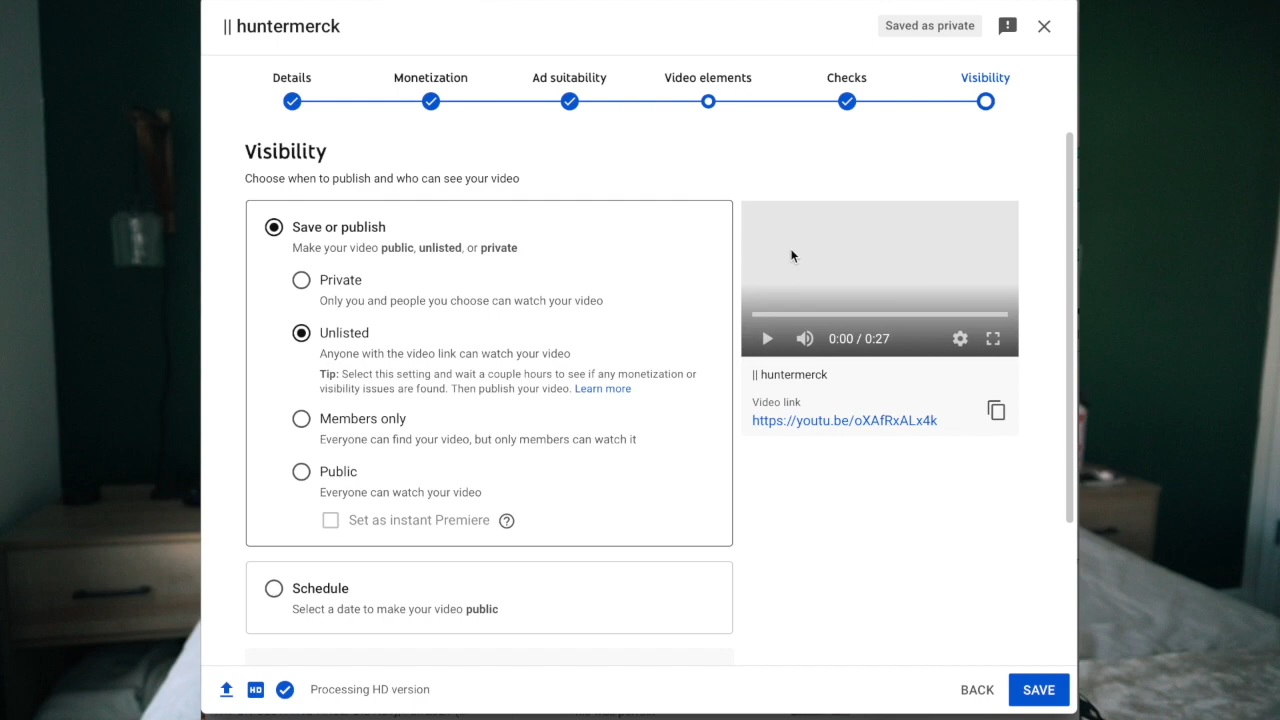 || huntermerck
Saved as private
Details
Monetization
Ad suitability
Video elements
Checks
Visibility
Visibility
Choose when to publish and who can see your video
Save or publish
Make your video public, unlisted, or private
Private
Only you and people you choose can watch your video
Unlisted
Anyone with the video link can watch your video
Tip: Select this setting and wait a couple hours to see if any monetization or
visibility issues are found. Then publish your video. Learn more
Members only
Everyone can find your video, but only members can watch it
Public
Everyone can watch your video
Set as instant Premiere
Schedule
Select a date to make your video public
0:00 / 0:27
|| huntermerck
Video link
https://youtu.be/oXAfRxALx4k
HD
Processing HD version
BACK
SAVE